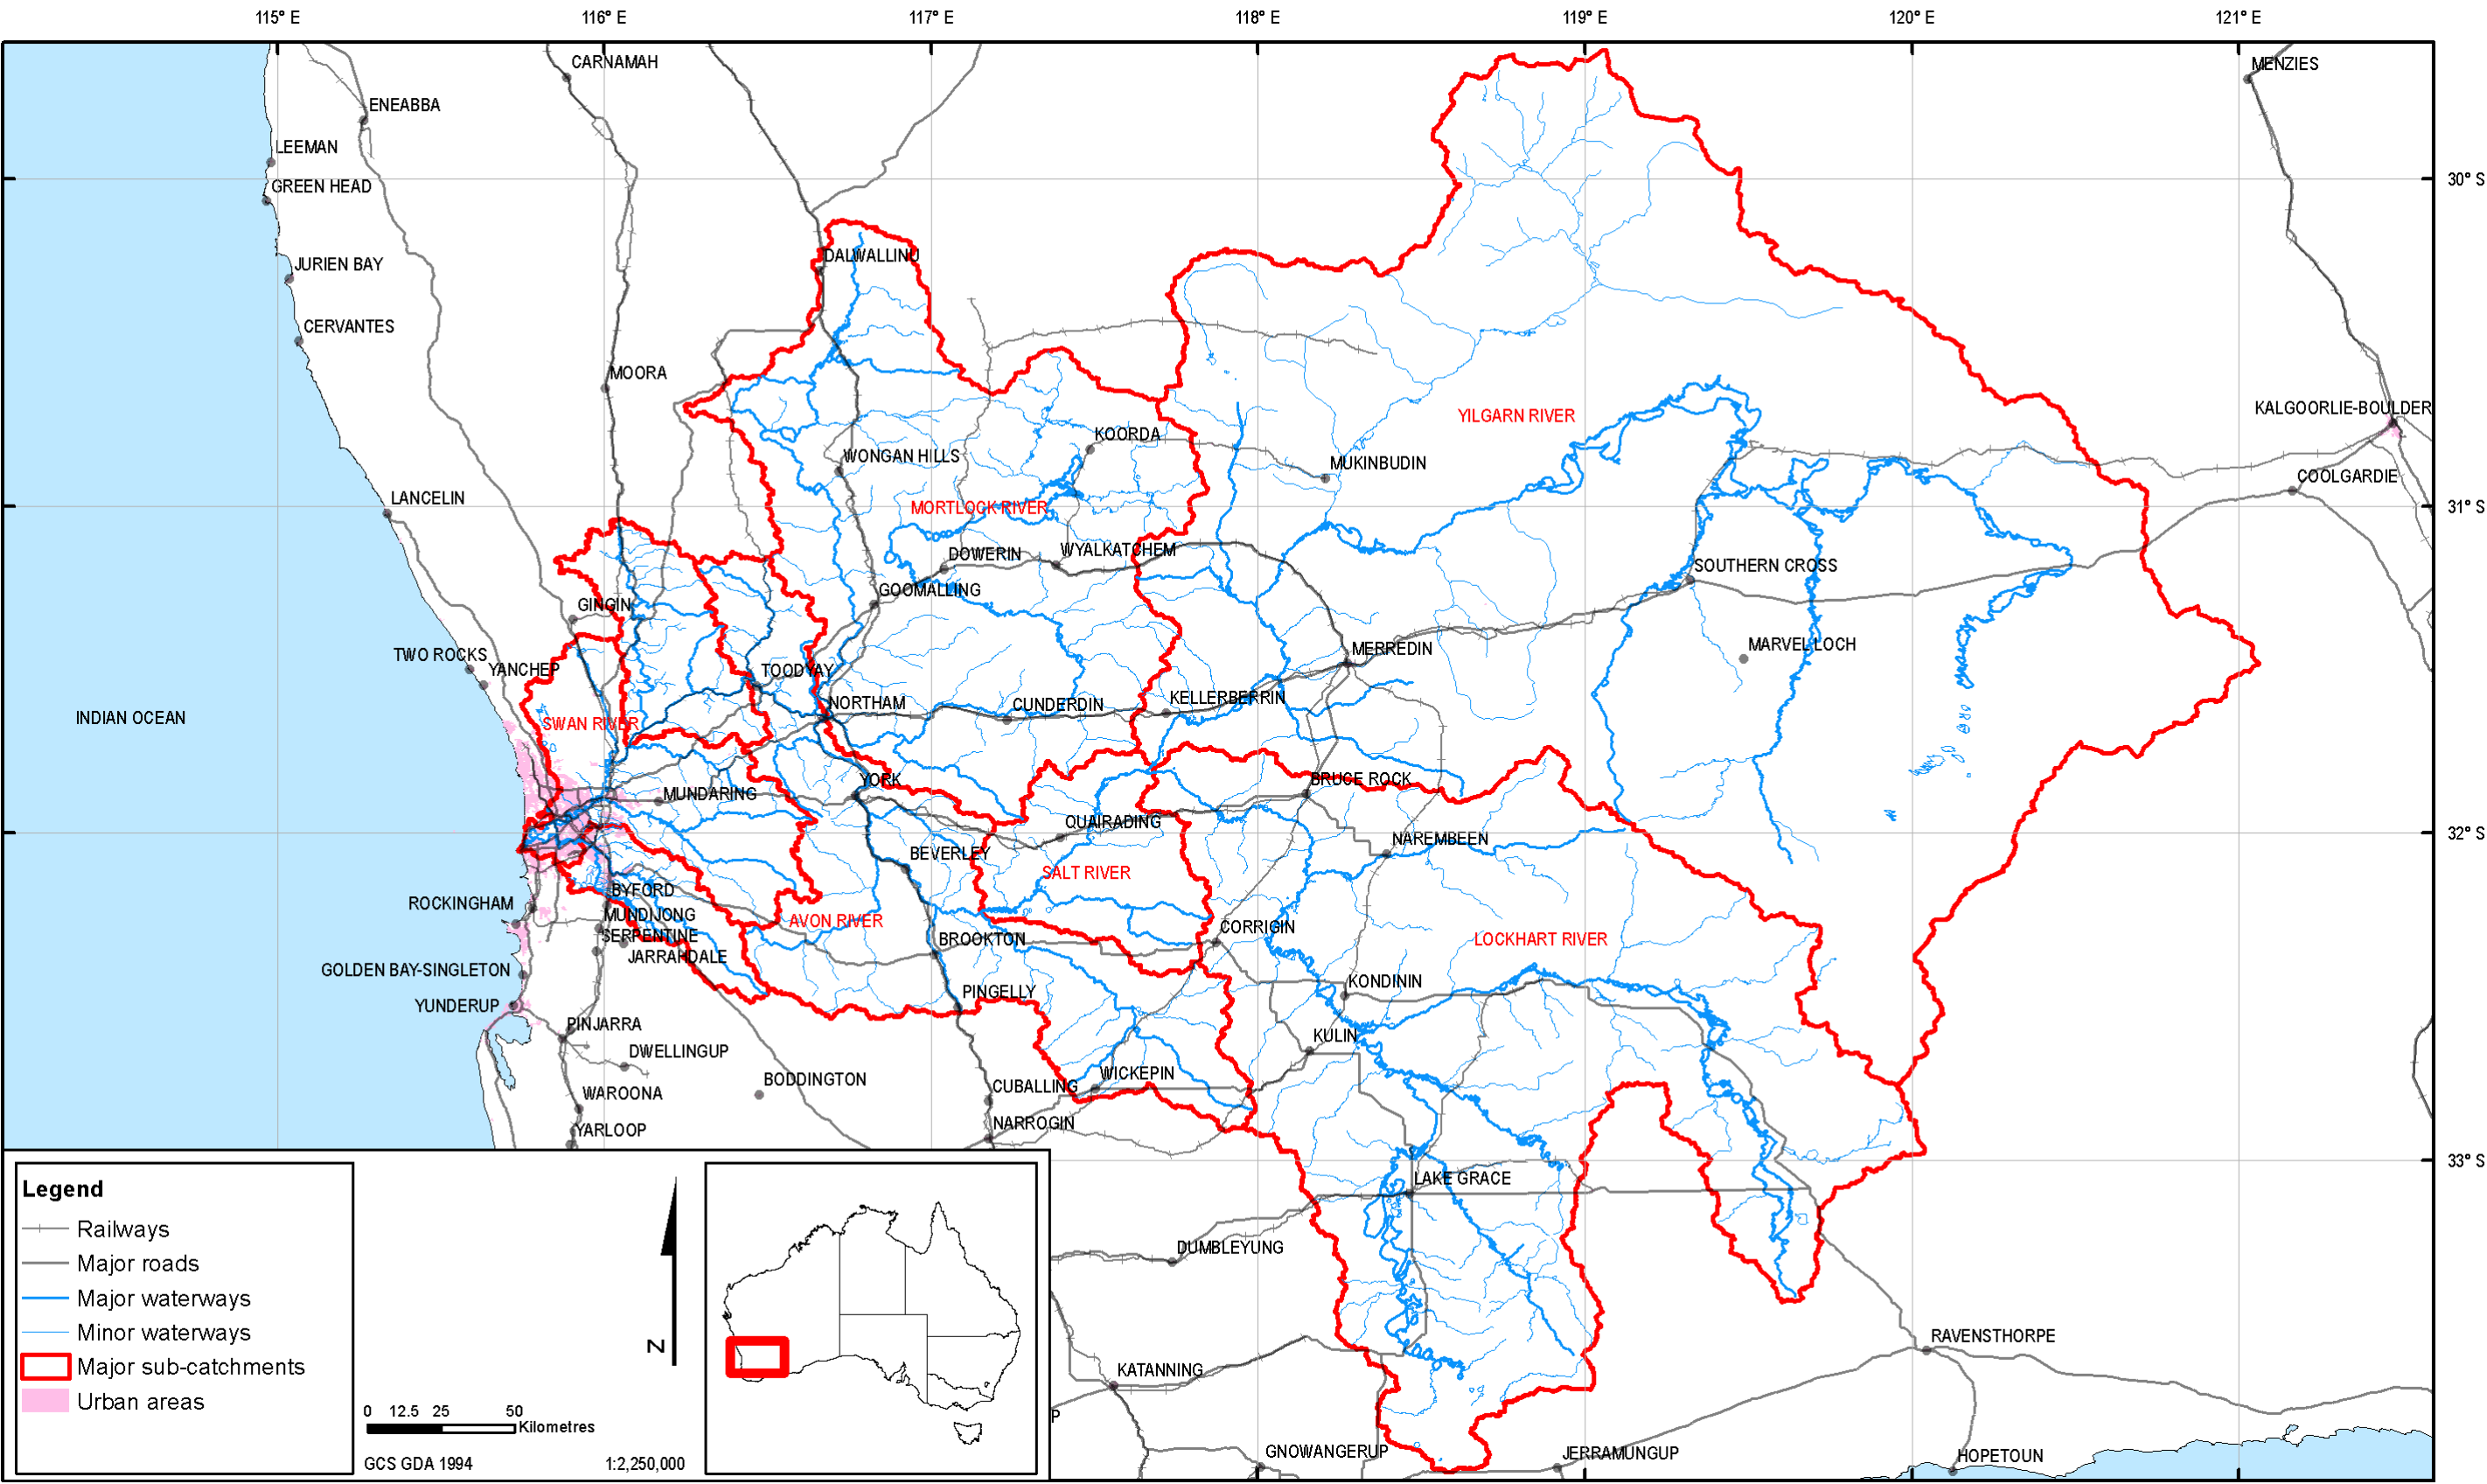 115° E
116° E
117° E
118° E
119° E
120° E
121° E
CARNAMAH
MENZIES
ENEABBA
LEEMAN
30° S
GREEN HEAD
DALWALLINU
JURIEN BAY
CERVANTES
MOORA
KALGOORLIE-BOULDER
YILGARN RIVER
KOORDA
WONGAN HILLS
MUKINBUDIN
COOLGARDIE
LANCELIN
MORTLOCK RIVER
31° S
DOWERIN
WYALKATCHEM
SOUTHERN CROSS
GOOMALLING
GINGIN
MARVEL LOCH
MERREDIN
TWO ROCKS
YANCHEP
TOODYAY
KELLERBERRIN
NORTHAM
CUNDERDIN
INDIAN OCEAN
SWAN RIVER
YORK
BRUCE ROCK
MUNDARING
QUAIRADING
32° S
NAREMBEEN
BEVERLEY
SALT RIVER
BYFORD
ROCKINGHAM
MUNDIJONG
AVON RIVER
CORRIGIN
SERPENTINE
BROOKTON
LOCKHART RIVER
JARRAHDALE
GOLDEN BAY-SINGLETON
KONDININ
PINGELLY
YUNDERUP
PINJARRA
KULIN
DWELLINGUP
WICKEPIN
BODDINGTON
CUBALLING
WAROONA
NARROGIN
YARLOOP
33° S
LAKE GRACE
DUMBLEYUNG
RAVENSTHORPE
KATANNING
P
GNOWANGERUP
JERRAMUNGUP
HOPETOUN
Legend
Railways
Major roads
Major waterways
Minor waterways
Major sub-catchments
Urban areas
N
0 12.5 25 50
Kilometres
GCS GDA 1994
1:2,250,000